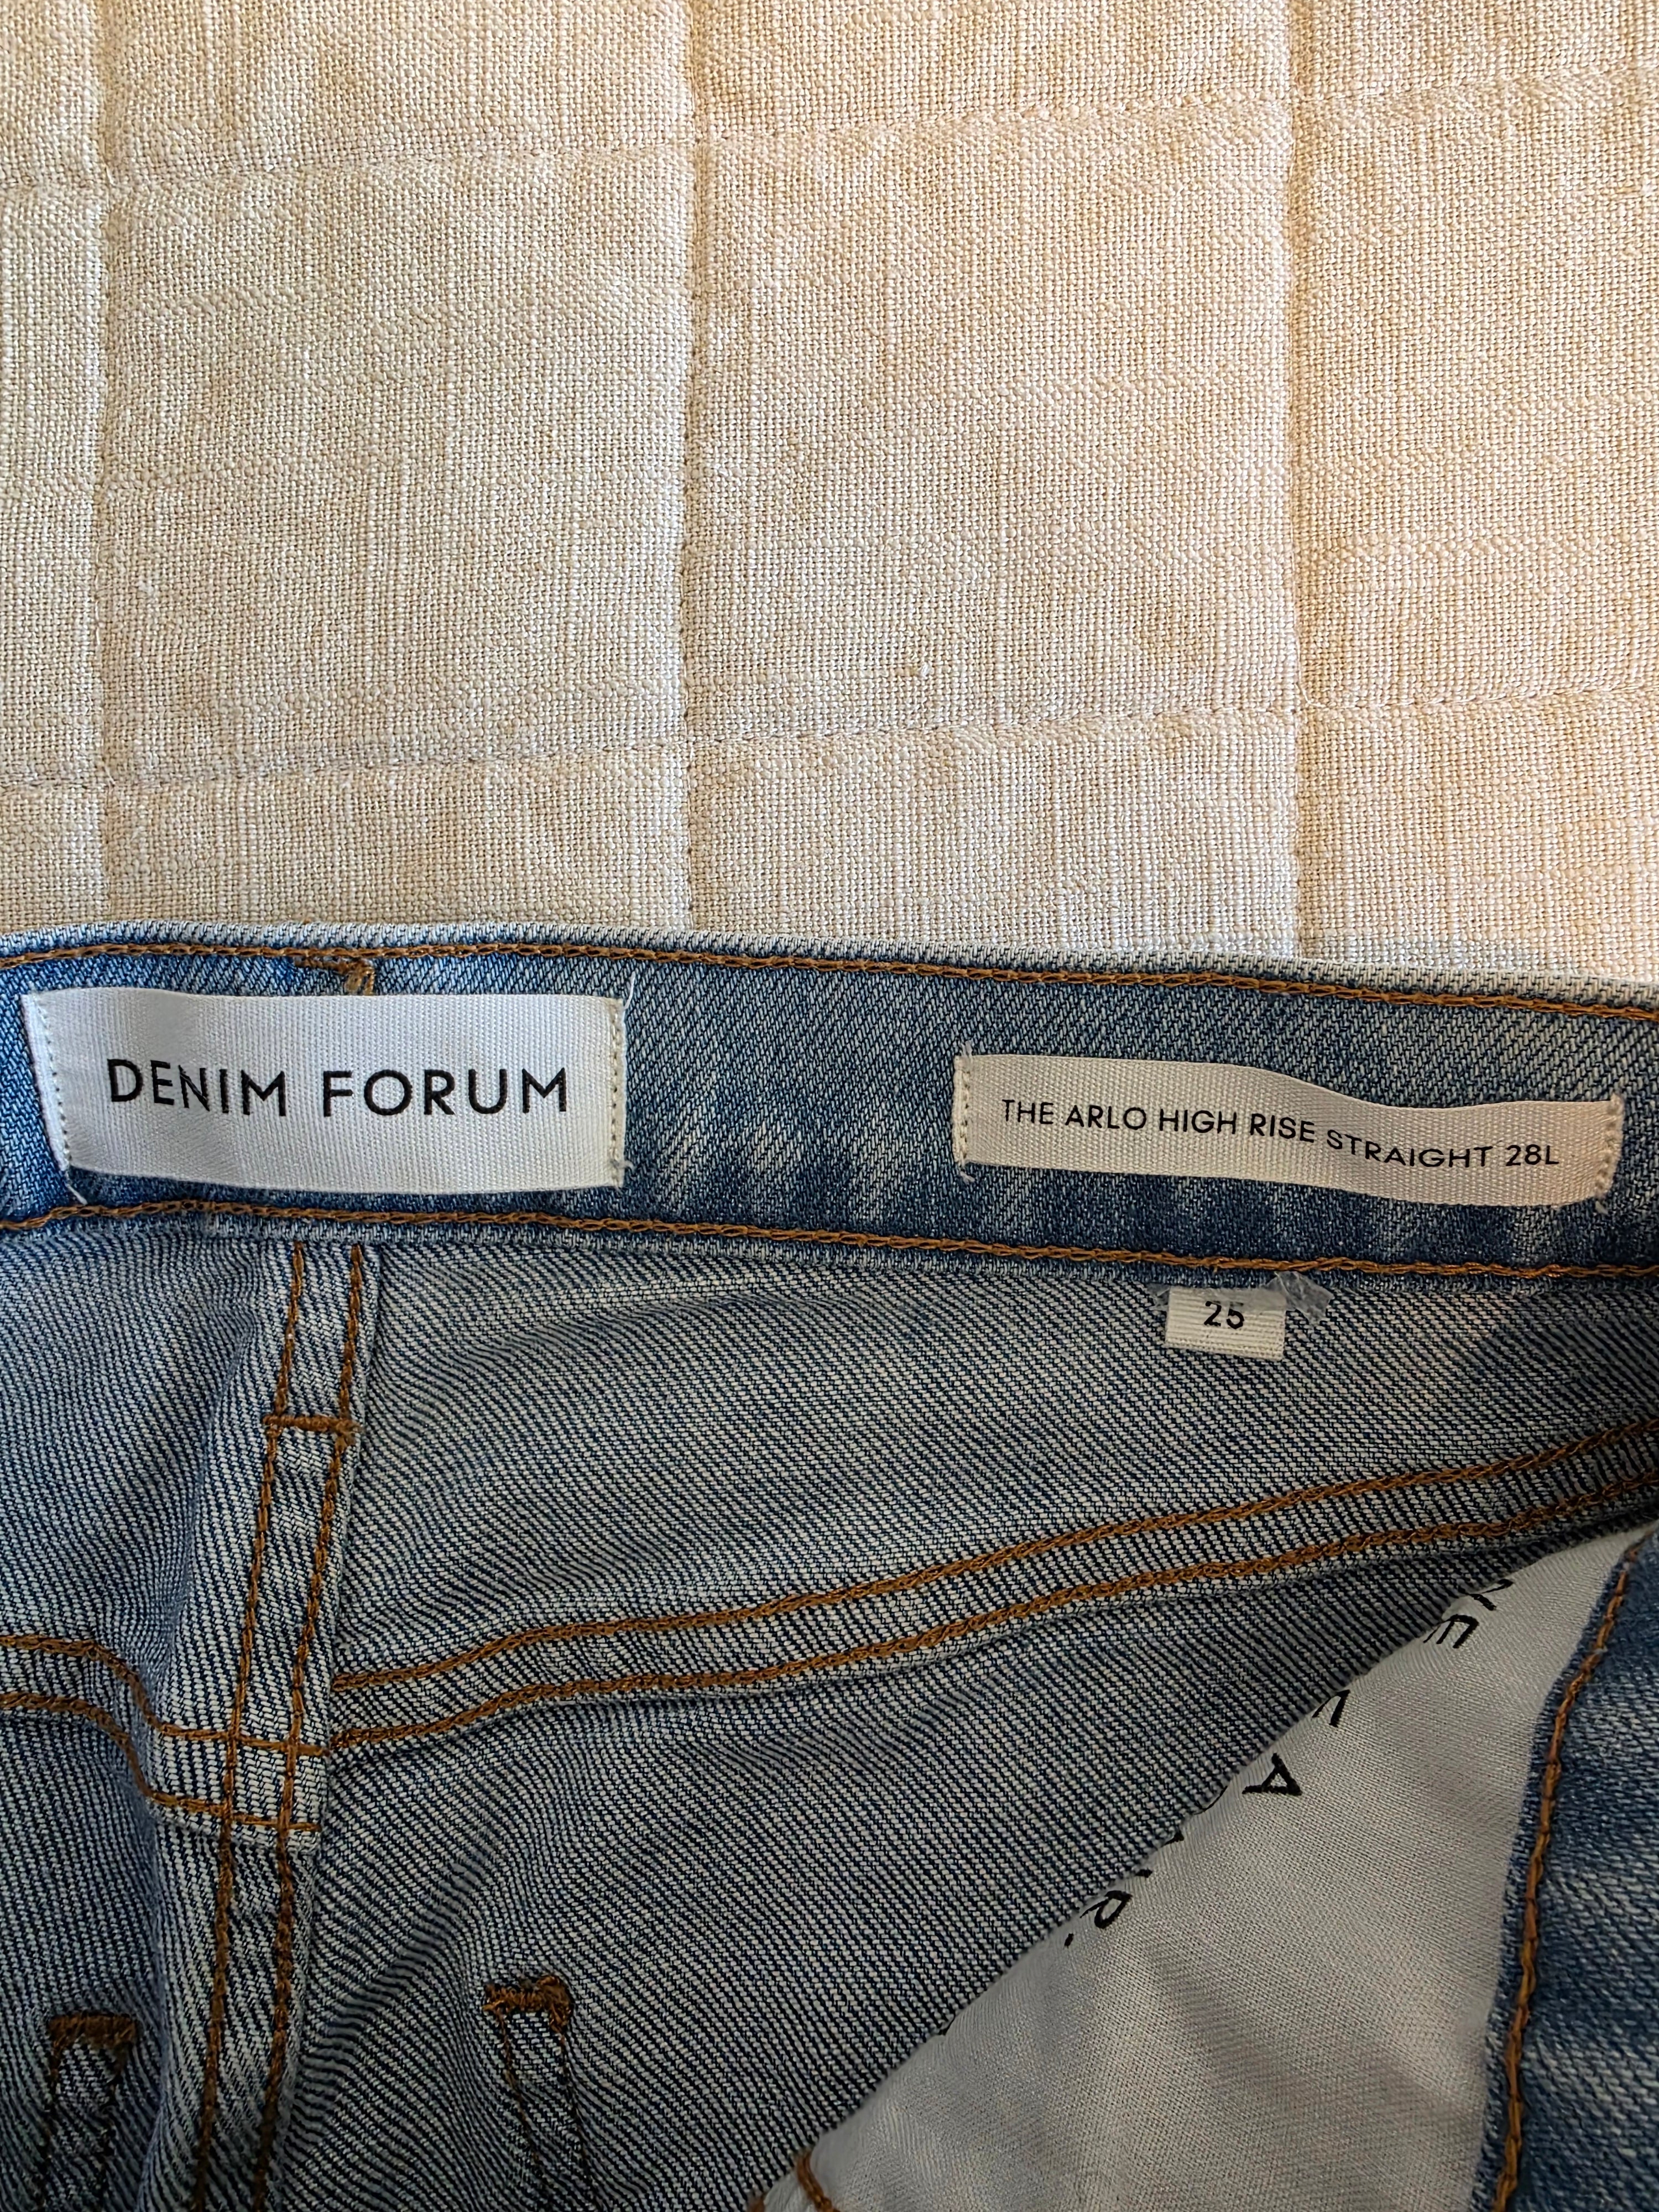 DENIM FORUM
THE ARLO HIGH RISE STRAIGHT 28L
25